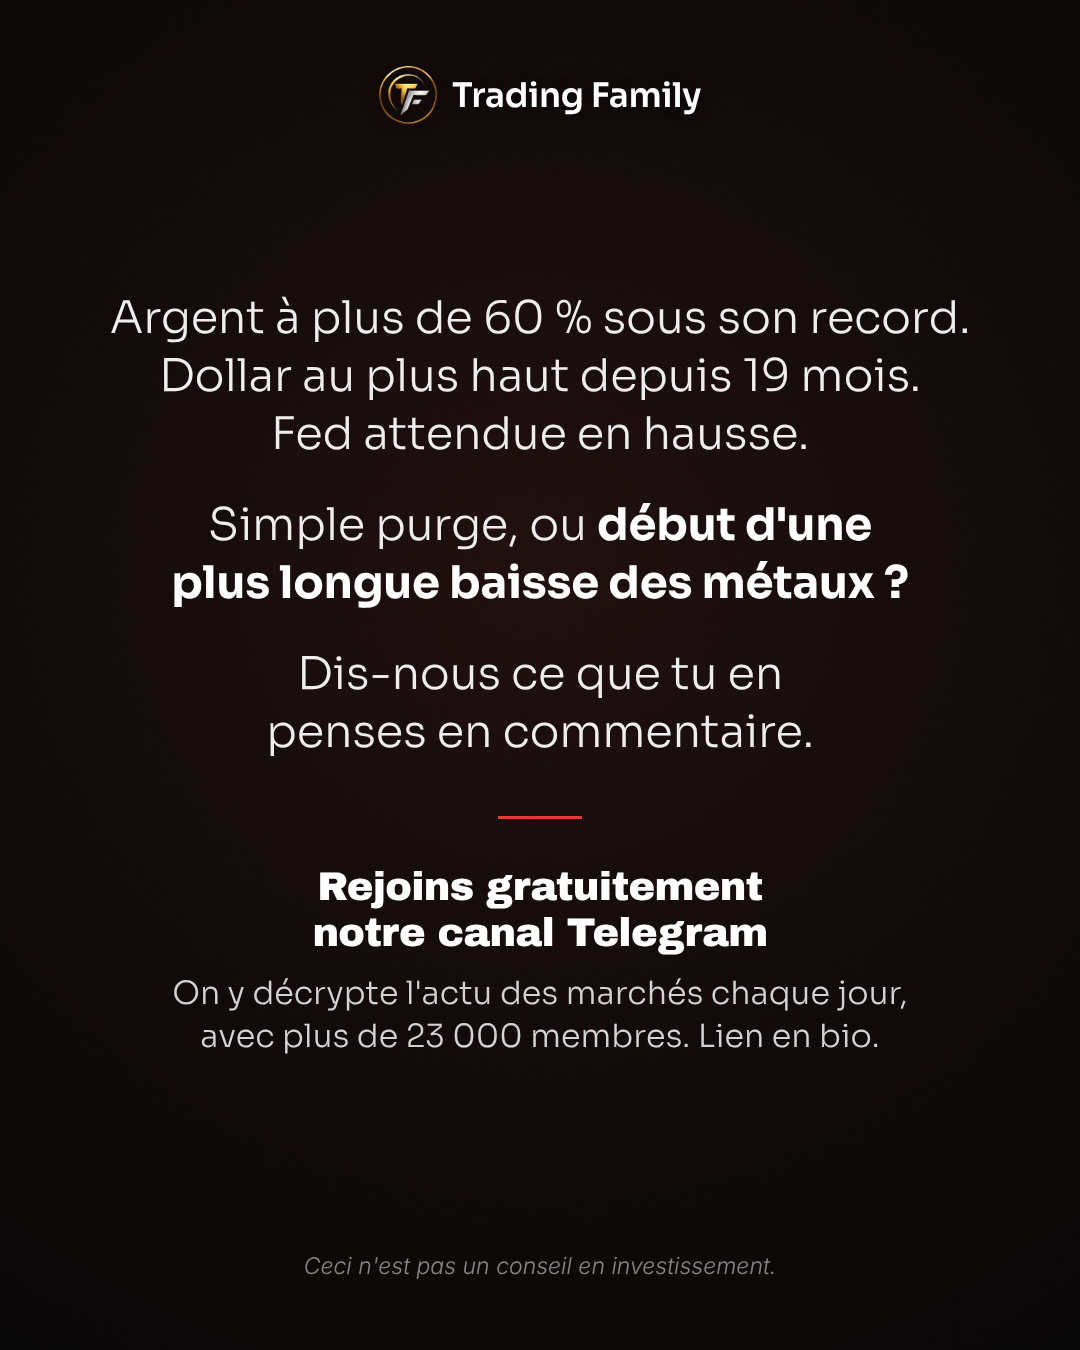 TF Trading Family
Argent à plus de 60 % sous son record.
Dollar au plus haut depuis 19 mois.
Fed attendue en hausse.
Simple purge, ou début d'une
plus longue baisse des métaux ?
Dis-nous ce que tu en
penses en commentaire.
Rejoins gratuitement
notre canal Telegram
On y décrypte l'actu des marchés chaque jour,
avec plus de 23 000 membres. Lien en bio.
Ceci n'est pas un conseil en investissement.